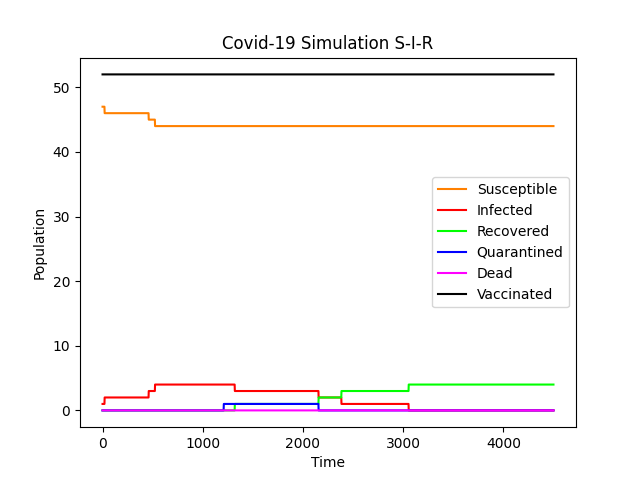 Covid-19 Simulation S-I-R
50
40
30
20
10
0
Population
Susceptible
Infected
Recovered
Quarantined
Dead
Vaccinated
0 1000 2000 3000 4000
Time